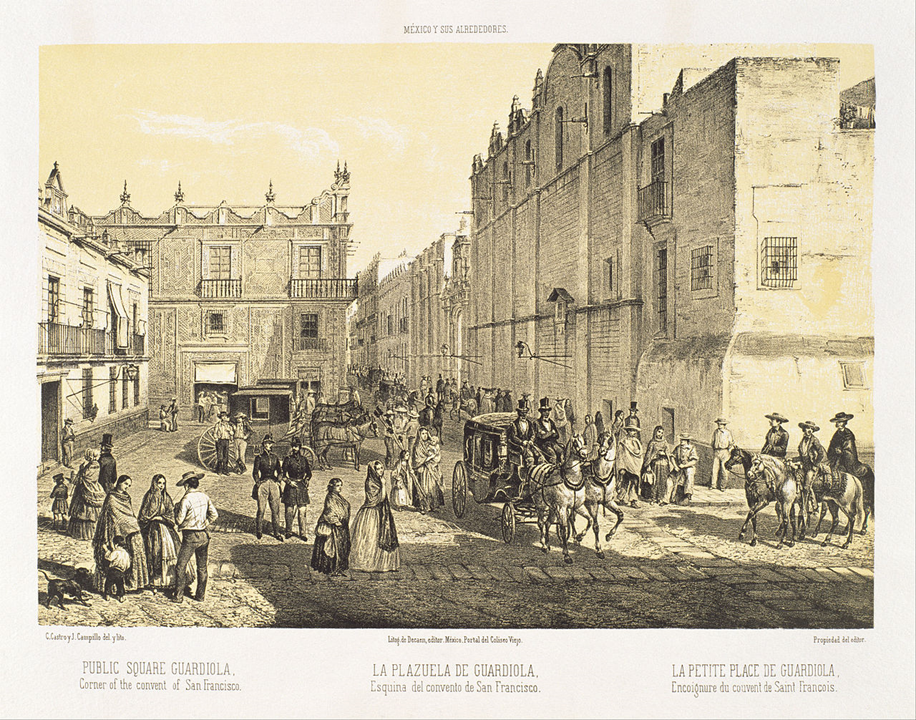 MÉXICO Y SUS ALREDEDORES.
C. Castro y J. Campillo del. y lito.
Litog. de Decaen, editor. México, Portal del Coliseo Viejo.
Propiedad del editor.
PUBLIC SQUARE GUARDIOLA,
Corner of the convent of San Francisco.
LA PLAZUELA DE GUARDIOLA,
Esquina del convento de San Francisco.
LA PETITE PLACE DE GUARDIOLA,
Encoignure du couvent de Saint Francois.